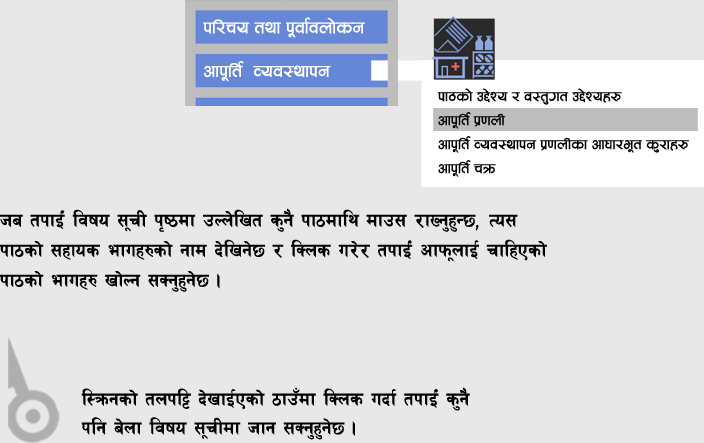 परिचय तथा पूर्वावलोकन
आपूर्ति व्यवस्थापन
पाठको उद्देश्य र वस्तुगत उद्देश्यहरु
आपूर्ति प्रणली
आपूर्ति व्यवस्थापन प्रणलीका आधारभूत कुराहरु
आपूर्ति चक्र
जब तपाईं विषय सूची पृष्ठमा उल्लेखित कुनै पाठमाथि माउस राख्नुहुन्छ, त्यस
पाठको सहायक भागहरुको नाम देखिनेछ र क्लिक गरेर तपाईं आफूलाई चाहिएको
पाठको भागहरु खोल्न सक्नुहुनेछ ।
स्क्रिनको तलपट्टि देखाईएको ठाउँमा क्लिक गर्दा तपाईं कुनै
पनि बेला विषय सूचीमा जान सक्नुहुनेछ ।